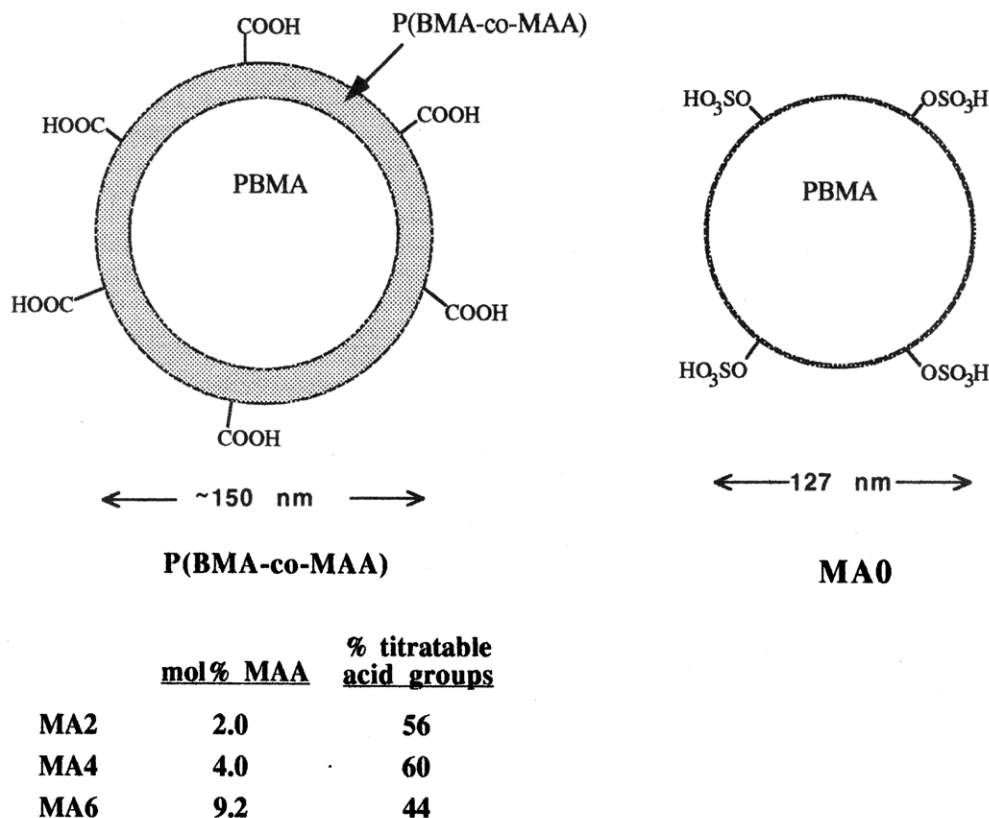 COOH
P(BMA-co-MAA)
HOOC
COOH
PBMA
HOOC
COOH
COOH
~150 nm
P(BMA-co-MAA)
HO3SO
OSO3H
PBMA
HO3SO
OSO3H
127 nm
MA0
mol% MAA % titratable acid groups
MA2 2.0 56
MA4 4.0 60
MA6 9.2 44